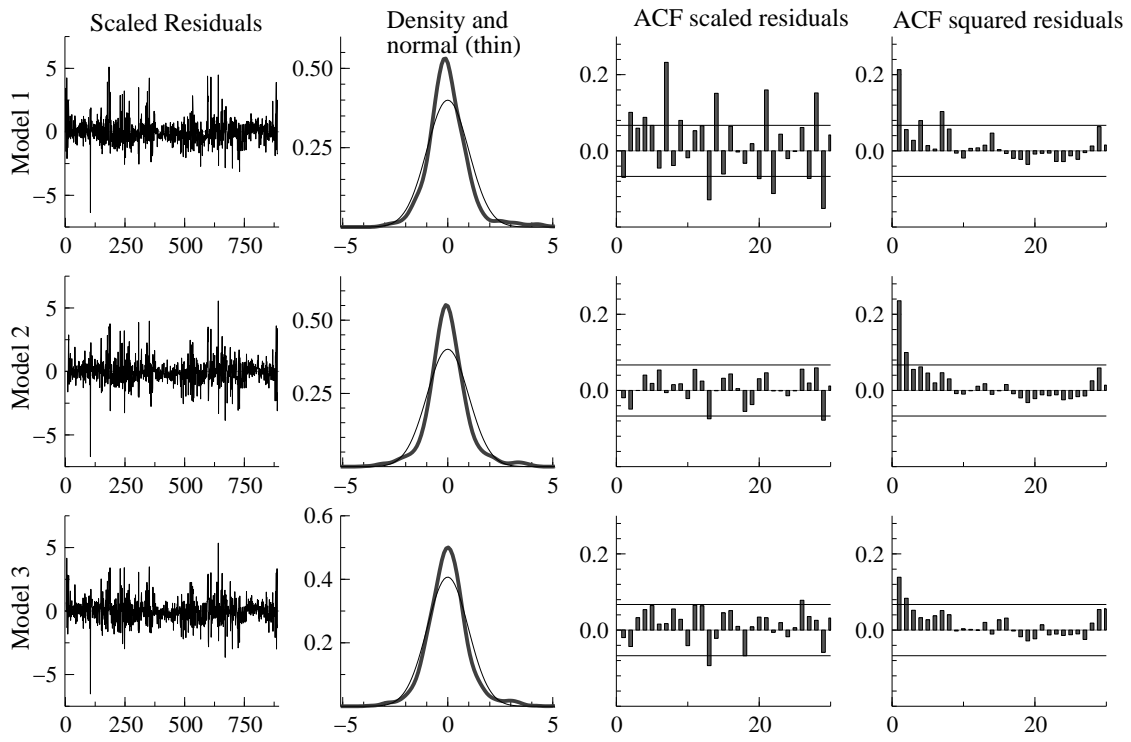 Scaled Residuals
Density and
normal (thin)
ACF scaled residuals
ACF squared residuals
Model 1
5
0
−5
0 250 500 750
0.50
0.25
−5 0 5
0.2
0.0
0 20
0.2
0.0
0 20
Model 2
5
0
−5
0 250 500 750
0.50
0.25
−5 0 5
0.2
0.0
0 20
0.2
0.0
0 20
Model 3
5
0
−5
0 250 500 750
0.6
0.4
0.2
−5 0 5
0.2
0.0
0 20
0.2
0.0
0 20